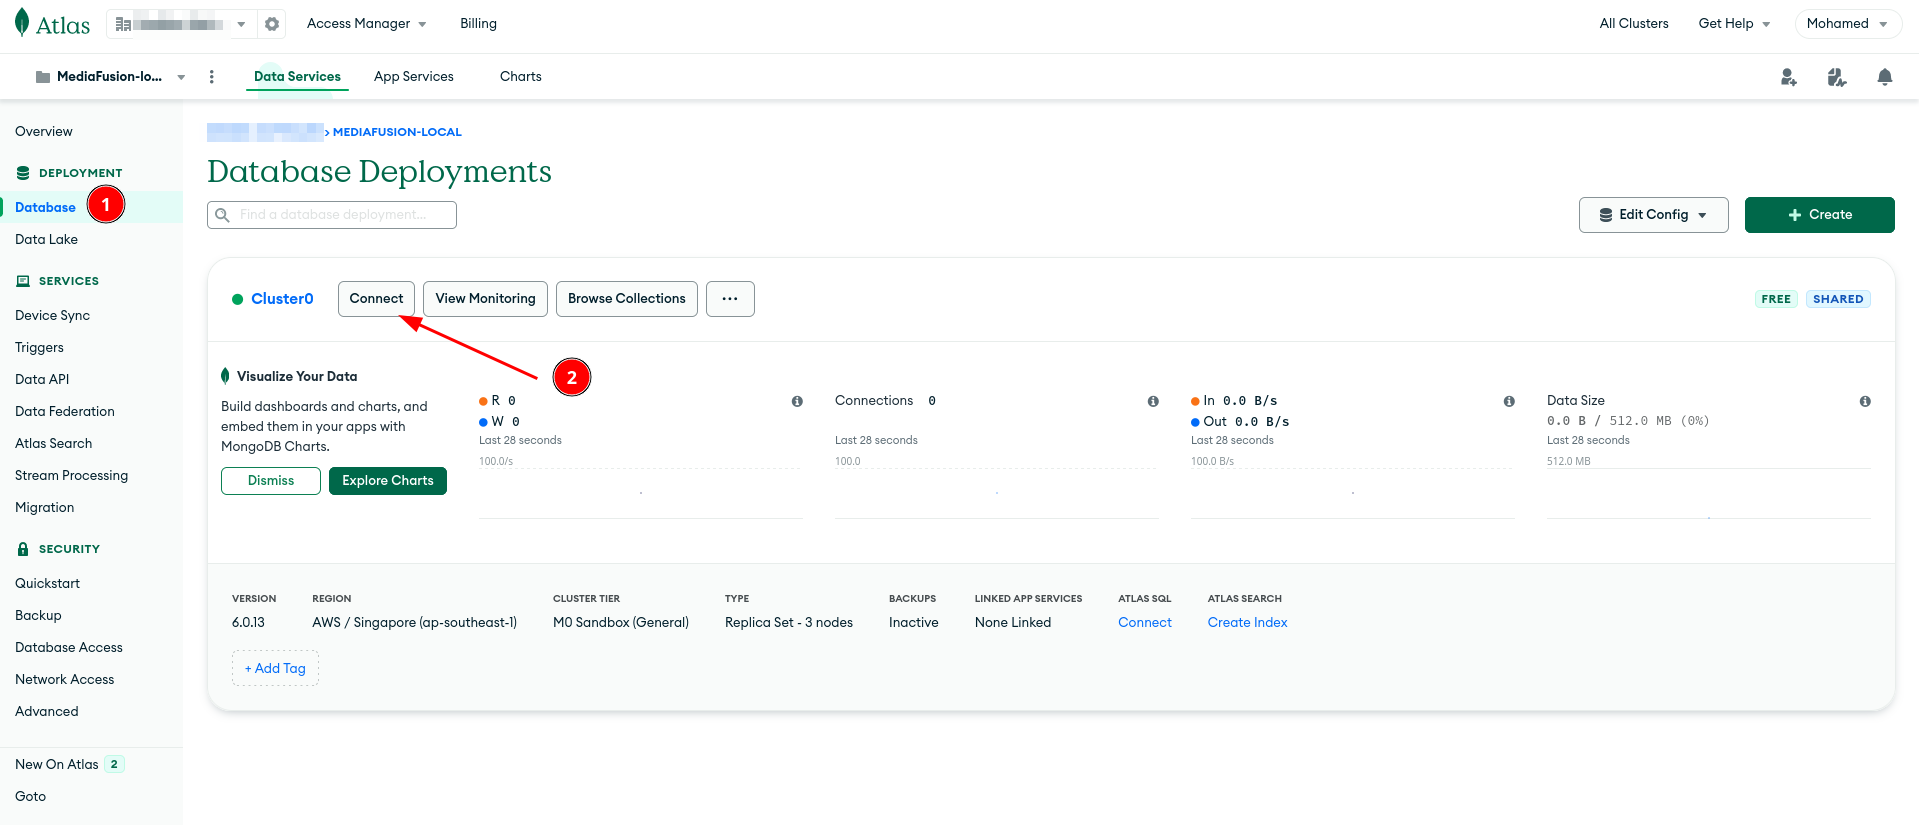 Atlas
Access Manager
Billing
All Clusters
Get Help
Mohamed
MediaFusion-lo...
Data Services
App Services
Charts
Overview
DEPLOYMENT
Database
1
Data Lake
SERVICES
Device Sync
Triggers
Data API
Data Federation
Atlas Search
Stream Processing
Migration
SECURITY
Quickstart
Backup
Database Access
Network Access
Advanced
New On Atlas 2
Goto
> MEDIAFUSION-LOCAL
Database Deployments
Find a database deployment...
Edit Config
+ Create
Cluster0
Connect
View Monitoring
Browse Collections
...
FREE
SHARED
2
Visualize Your Data
Build dashboards and charts, and
embed them in your apps with
MongoDB Charts.
Dismiss
Explore Charts
R 0
W 0
Last 28 seconds
100.0/s
Connections 0
Last 28 seconds
100.0
In 0.0 B/s
Out 0.0 B/s
Last 28 seconds
100.0 B/s
Data Size
0.0 B / 512.0 MB (0%)
Last 28 seconds
512.0 MB
VERSION
6.0.13
REGION
AWS / Singapore (ap-southeast-1)
CLUSTER TIER
M0 Sandbox (General)
TYPE
Replica Set - 3 nodes
BACKUPS
Inactive
LINKED APP SERVICES
None Linked
ATLAS SQL
Connect
ATLAS SEARCH
Create Index
+ Add Tag